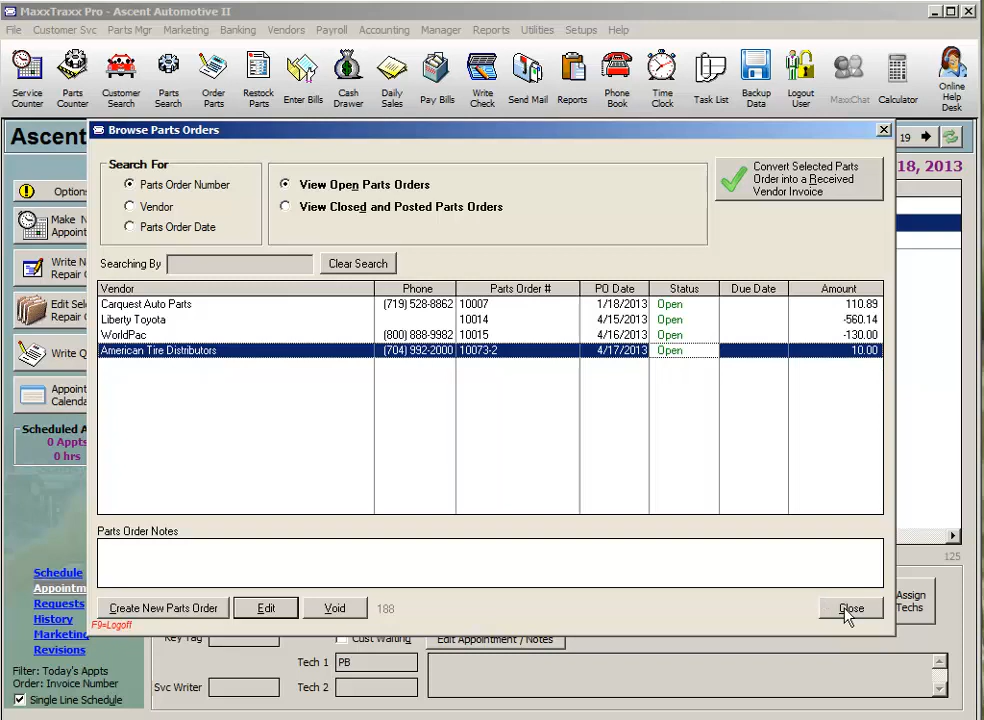 MaxxTraxx Pro - Ascent Automotive II
File Customer Svc Parts Mgr Marketing Banking Vendors Payroll Accounting Manager Reports Utilities Setups Help
Service Counter
Parts Counter
Customer Search
Parts Search
Order Parts
Restock Parts
Enter Bills
Cash Drawer
Daily Sales
Pay Bills
Write Check
Send Mail
Reports
Phone Book
Time Clock
Task List
Backup Data
Logout User
MaxxChat
Calculator
Online Help Desk
Ascent
19
18, 2013
Browse Parts Orders
Search For
Parts Order Number
Vendor
Parts Order Date
View Open Parts Orders
View Closed and Posted Parts Orders
Convert Selected Parts
Order into a Received
Vendor Invoice
Searching By
Clear Search
Vendor Phone Parts Order # PO Date Status Due Date Amount
Carquest Auto Parts (719) 528-8862 10007 1/18/2013 Open 110.89
Liberty Toyota 10014 4/15/2013 Open -560.14
WorldPac (800) 888-9982 10015 4/16/2013 Open -130.00
American Tire Distributors (704) 992-2000 10073-2 4/17/2013 Open 10.00
Parts Order Notes
Create New Parts Order Edit Void 188 Close
F9=Logoff
Options
Make N
Appoint
Write N
Repair C
Edit Sele
Repair C
Write Q
Appoint
Calenda
Scheduled A
0 Appts
0 hrs
125
Schedule
Appointm
Requests
History
Marketing
Revisions
Filter: Today's Appts
Order: Invoice Number
Single Line Schedule
Key Tag
Cust Waiting
Edit Appointment / Notes
Assign
Techs
Tech 1 PB
Svc Writer
Tech 2